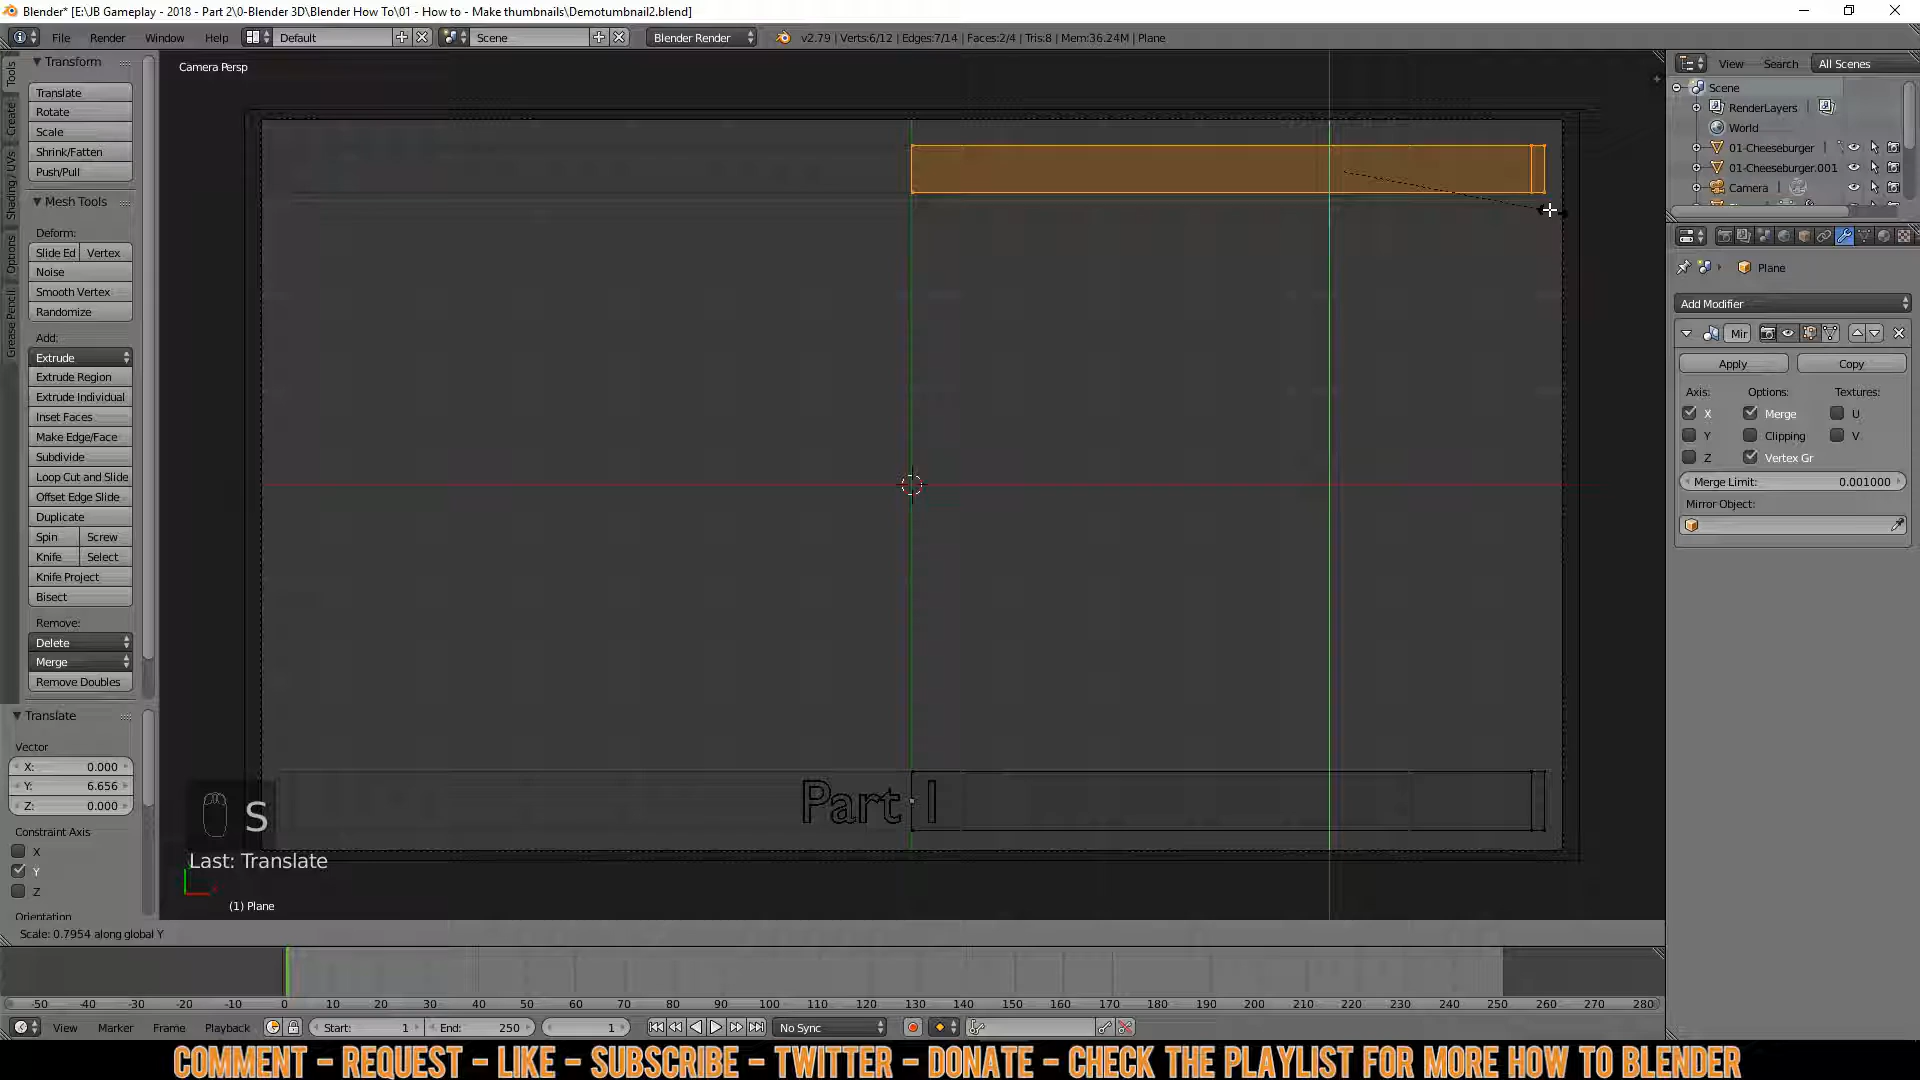 Blender* [E:\JB Gameplay - 2018 - Part 2\0-Blender 3D\Blender How To\01 - How to - Make thumbnails\Demotumbnail2.blend]
File Render Window Help Default Scene Blender Render v2.79 | Verts:6/12 | Edges:7/14 | Faces:2/4 | Tris:8 | Mem:36.24M | Plane
Tools
Create
Shading / UVs
Options
Grease Pencil
Transform
Translate
Rotate
Scale
Shrink/Fatten
Push/Pull
Mesh Tools
Deform:
Slide Ed Vertex
Noise
Smooth Vertex
Randomize
Add:
Extrude
Extrude Region
Extrude Individual
Inset Faces
Make Edge/Face
Subdivide
Loop Cut and Slide
Offset Edge Slide
Duplicate
Spin Screw
Knife Select
Knife Project
Bisect
Remove:
Delete
Merge
Remove Doubles
Translate
Vector
X: 0.000
Y: 6.656
Z: 0.000
Constraint Axis
X
Y
Z
Orientation
Camera Persp
Part I
S
Last: Translate
(1) Plane
Scale: 0.7954 along global Y
View Search All Scenes
Scene
RenderLayers
World
01-Cheeseburger
01-Cheeseburger.001
Camera
Plane
Add Modifier
Mir
Apply Copy
Axis: Options: Textures:
X Merge U
Y Clipping V
Z Vertex Gr
Merge Limit: 0.001000
Mirror Object:
-50 -40 -30 -20 -10 0 10 20 30 40 50 60 70 80 90 100 110 120 130 140 150 160 170 180 190 200 210 220 230 240 250 260 270 280
View Marker Frame Playback Start: 1 End: 250 1 No Sync
COMMENT - REQUEST - LIKE - SUBSCRIBE - TWITTER - DONATE - CHECK THE PLAYLIST FOR MORE HOW TO BLENDER